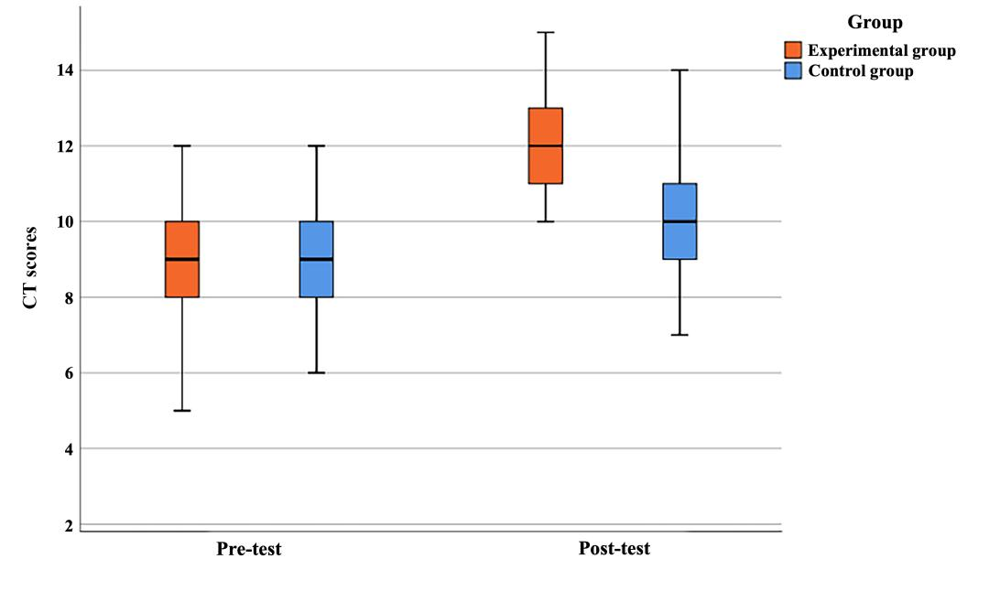 Group
Experimental group
Control group
CT scores
14
12
10
8
6
4
2
Pre-test
Post-test